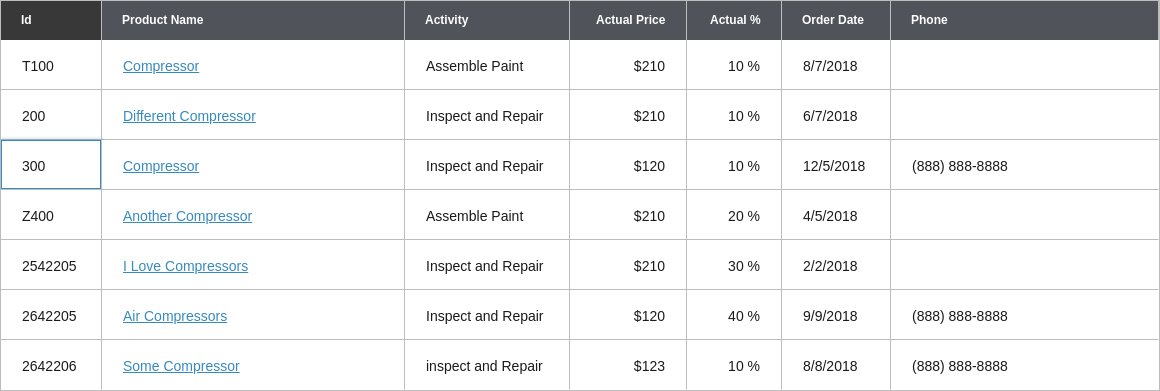 Id Product Name Activity Actual Price Actual % Order Date Phone
T100 Compressor Assemble Paint $210 10 % 8/7/2018
200 Different Compressor Inspect and Repair $210 10 % 6/7/2018
300 Compressor Inspect and Repair $120 10 % 12/5/2018 (888) 888-8888
Z400 Another Compressor Assemble Paint $210 20 % 4/5/2018
2542205 I Love Compressors Inspect and Repair $210 30 % 2/2/2018
2642205 Air Compressors Inspect and Repair $120 40 % 9/9/2018 (888) 888-8888
2642206 Some Compressor inspect and Repair $123 10 % 8/8/2018 (888) 888-8888